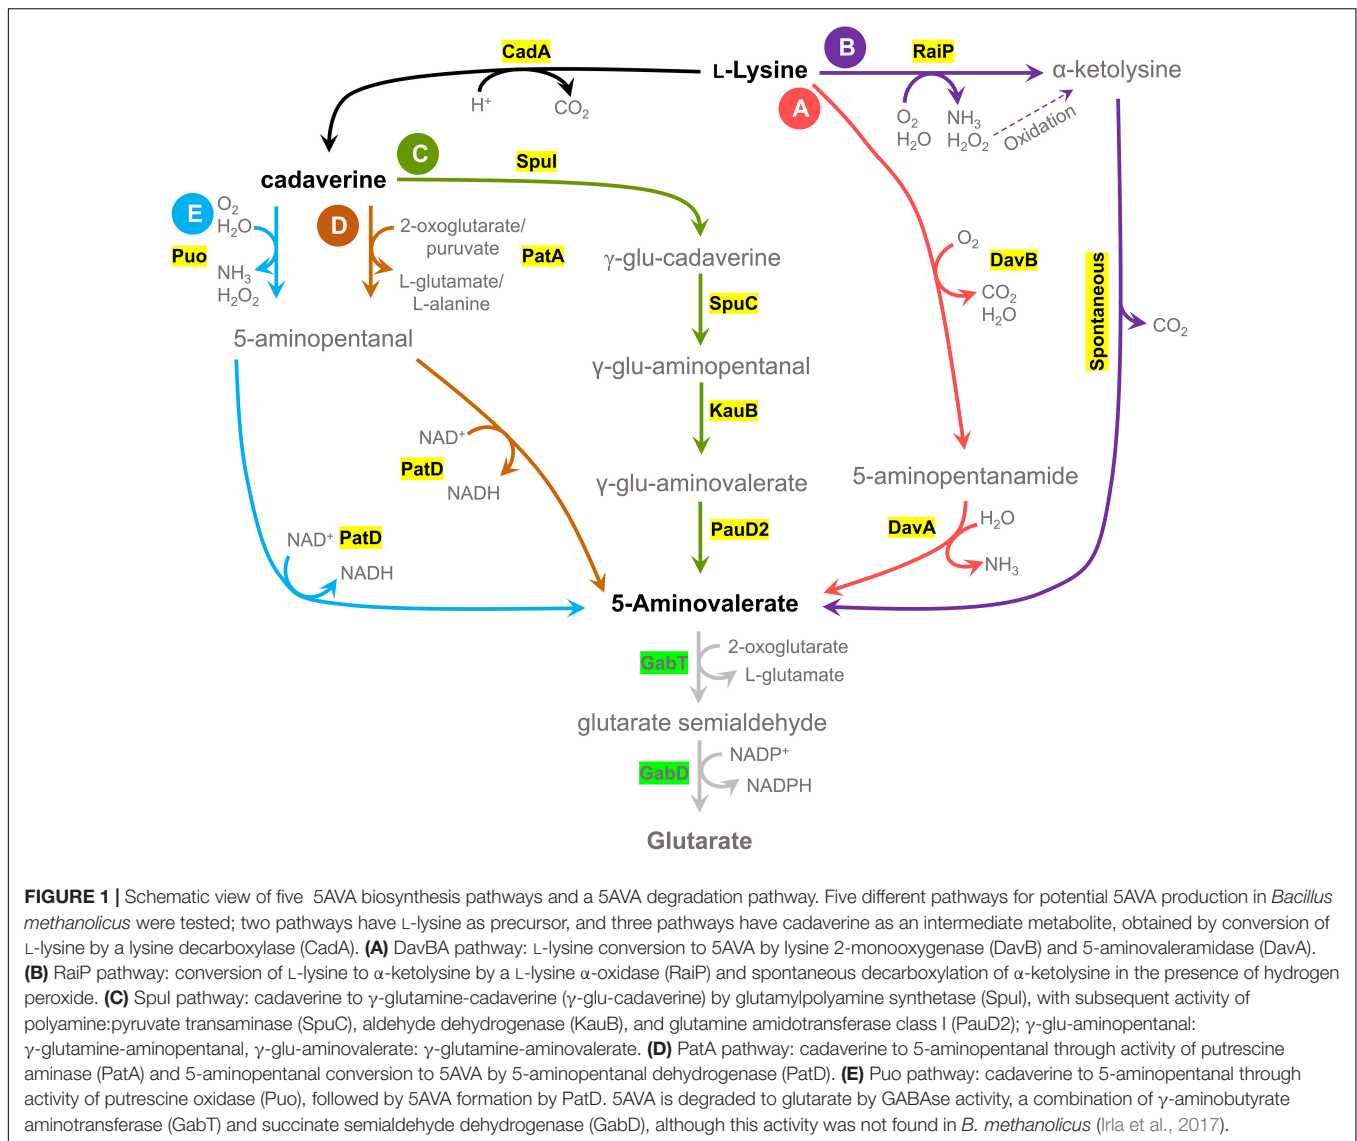 CadA
L-Lysine
B
RaiP
α-ketolysine
H⁺
CO₂
A
O₂
H₂O
NH₃
H₂O₂
Oxidation
C
SpuI
cadaverine
E
O₂
H₂O
Puo
NH₃
H₂O₂
D
2-oxoglutarate/
puruvate
PatA
L-glutamate/
L-alanine
γ-glu-cadaverine
O₂
DavB
CO₂
H₂O
Spontaneous
CO₂
SpuC
5-aminopentanal
γ-glu-aminopentanal
KauB
NAD⁺
PatD
NADH
γ-glu-aminovalerate
5-aminopentanamide
PauD2
DavA
H₂O
NH₃
NAD⁺ PatD
NADH
5-Aminovalerate
GabT
2-oxoglutarate
L-glutamate
glutarate semialdehyde
GabD
NADP⁺
NADPH
Glutarate
FIGURE 1 | Schematic view of five 5AVA biosynthesis pathways and a 5AVA degradation pathway. Five different pathways for potential 5AVA production in Bacillus
methanolicus were tested; two pathways have L-lysine as precursor, and three pathways have cadaverine as an intermediate metabolite, obtained by conversion of
L-lysine by a lysine decarboxylase (CadA). (A) DavBA pathway: L-lysine conversion to 5AVA by lysine 2-monooxygenase (DavB) and 5-aminovaleramidase (DavA).
(B) RaiP pathway: conversion of L-lysine to α-ketolysine by a L-lysine α-oxidase (RaiP) and spontaneous decarboxylation of α-ketolysine in the presence of hydrogen
peroxide. (C) SpuI pathway: cadaverine to γ-glutamine-cadaverine (γ-glu-cadaverine) by glutamylpolyamine synthetase (SpuI), with subsequent activity of
polyamine:pyruvate transaminase (SpuC), aldehyde dehydrogenase (KauB), and glutamine amidotransferase class I (PauD2); γ-glu-aminopentanal:
γ-glutamine-aminopentanal, γ-glu-aminovalerate: γ-glutamine-aminovalerate. (D) PatA pathway: cadaverine to 5-aminopentanal through activity of putrescine
aminase (PatA) and 5-aminopentanal conversion to 5AVA by 5-aminopentanal dehydrogenase (PatD). (E) Puo pathway: cadaverine to 5-aminopentanal through
activity of putrescine oxidase (Puo), followed by 5AVA formation by PatD. 5AVA is degraded to glutarate by GABAse activity, a combination of γ-aminobutyrate
aminotransferase (GabT) and succinate semialdehyde dehydrogenase (GabD), although this activity was not found in B. methanolicus (Irla et al., 2017).